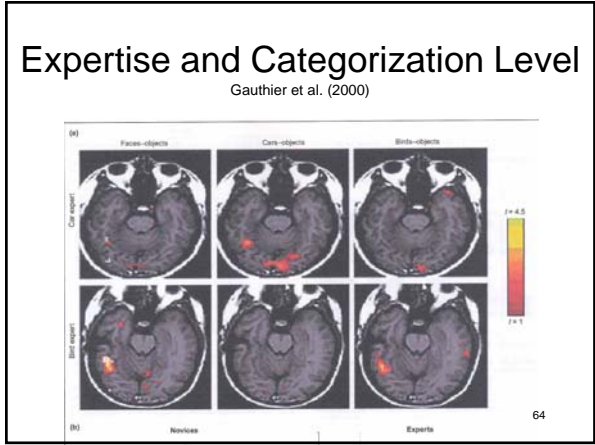 Expertise and Categorization Level
Gauthier et al. (2000)
(a)
Faces–objects
Cars–objects
Birds–objects
Car expert
t = 4.5
t = 1
Bird expert
64
(b)
Novices
Experts